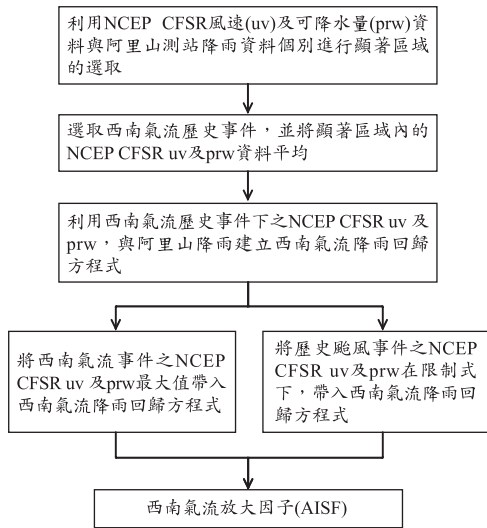 利用NCEP CFSR風速(uv)及可降水量(prw)資
料與阿里山測站降雨資料個別進行顯著區域
的選取
選取西南氣流歷史事件，並將顯著區域內的
NCEP CFSR uv及prw資料平均
利用西南氣流歷史事件下之NCEP CFSR uv 及
prw，與阿里山降雨建立西南氣流降雨回歸
方程式
將西南氣流事件之NCEP
CFSR uv 及prw最大值帶入
西南氣流降雨回歸方程式
將歷史颱風事件之NCEP
CFSR uv及prw在限制式
下，帶入西南氣流降雨回
歸方程式
西南氣流放大因子(AISF)